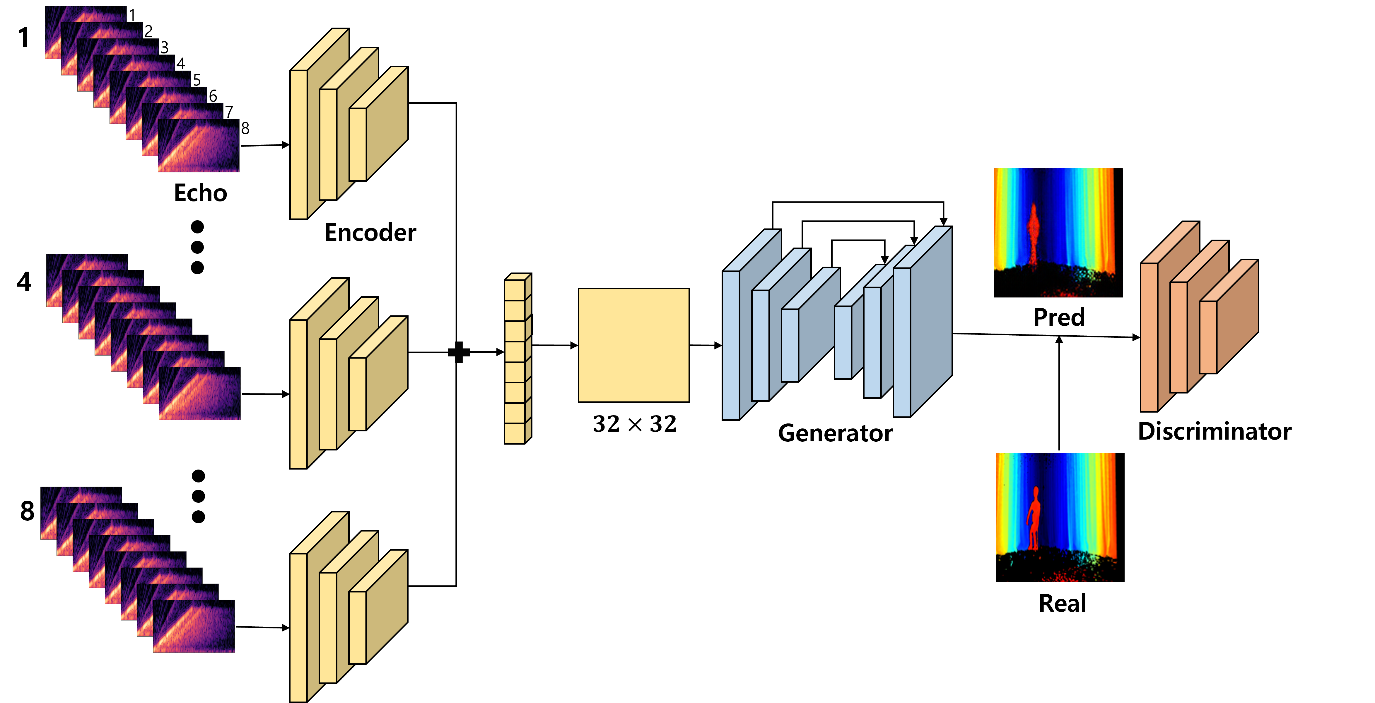 1
1
2
3
4
5
6
7
8
Echo
Encoder
4
32 × 32
Generator
Pred
Discriminator
8
Real